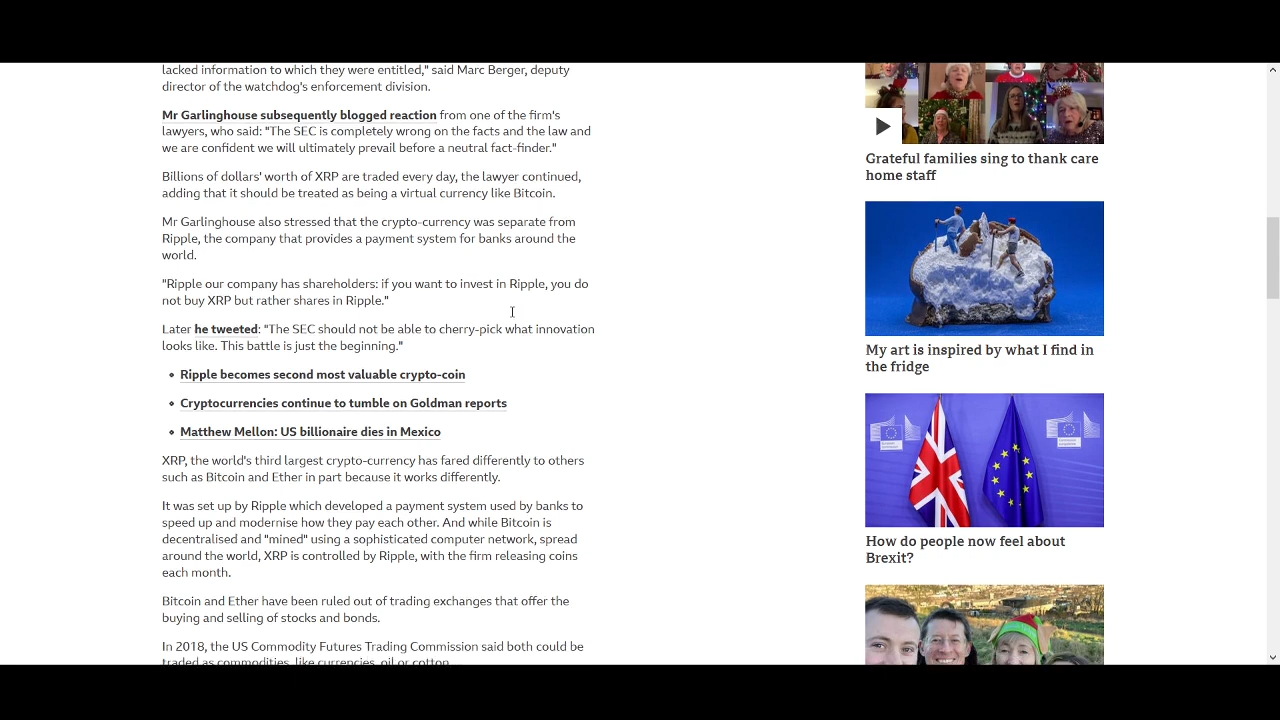 lacked information to which they were entitled," said Marc Berger, deputy
director of the watchdog's enforcement division.
Mr Garlinghouse subsequently blogged reaction from one of the firm's
lawyers, who said: "The SEC is completely wrong on the facts and the law and
we are confident we will ultimately prevail before a neutral fact-finder."
Billions of dollars' worth of XRP are traded every day, the lawyer continued,
adding that it should be treated as being a virtual currency like Bitcoin.
Mr Garlinghouse also stressed that the crypto-currency was separate from
Ripple, the company that provides a payment system for banks around the
world.
"Ripple our company has shareholders: if you want to invest in Ripple, you do
not buy XRP but rather shares in Ripple."
Later he tweeted: "The SEC should not be able to cherry-pick what innovation
looks like. This battle is just the beginning."
• Ripple becomes second most valuable crypto-coin
• Cryptocurrencies continue to tumble on Goldman reports
• Matthew Mellon: US billionaire dies in Mexico
XRP, the world's third largest crypto-currency has fared differently to others
such as Bitcoin and Ether in part because it works differently.
It was set up by Ripple which developed a payment system used by banks to
speed up and modernise how they pay each other. And while Bitcoin is
decentralised and "mined" using a sophisticated computer network, spread
around the world, XRP is controlled by Ripple, with the firm releasing coins
each month.
Bitcoin and Ether have been ruled out of trading exchanges that offer the
buying and selling of stocks and bonds.
In 2018, the US Commodity Futures Trading Commission said both could be
traded as commodities, like currencies, oil or cotton.
Grateful families sing to thank care
home staff
My art is inspired by what I find in
the fridge
How do people now feel about
Brexit?